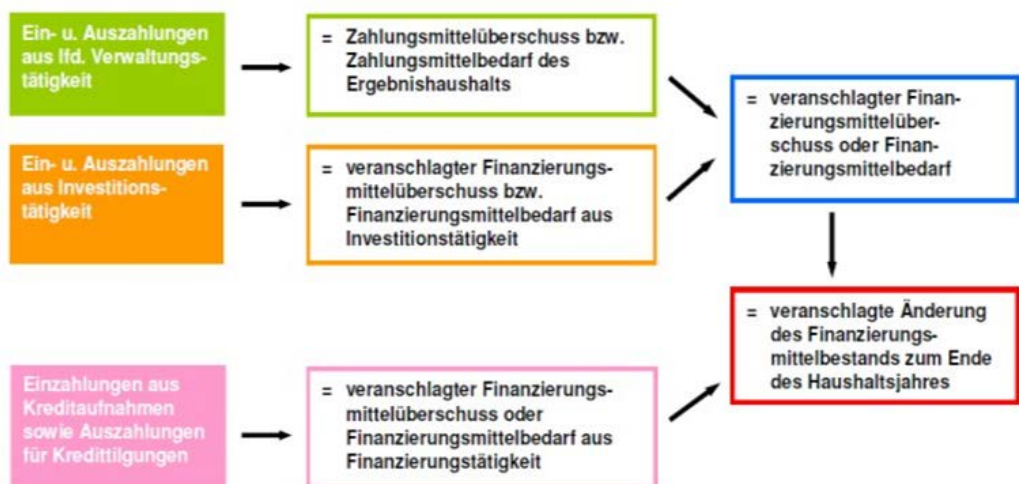 Ein- u. Auszahlungen
aus lfd. Verwaltungs-
tätigkeit
= Zahlungsmittelüberschuss bzw.
Zahlungsmittelbedarf des
Ergebnishaushalts
Ein- u. Auszahlungen
aus Investitions-
tätigkeit
= veranschlagter Finanzierungs-
mittelüberschuss bzw.
Finanzierungsmittelbedarf aus
Investitionstätigkeit
= veranschlagter Finan-
zierungsmittelüber-
schuss oder Finan-
zierungsmittelbedarf
Einzahlungen aus
Kreditaufnahmen
sowie Auszahlungen
für Kredittilgungen
= veranschlagter Finanzierungs-
mittelüberschuss oder
Finanzierungsmittelbedarf aus
Finanzierungstätigkeit
= veranschlagte Änderung
des Finanzierungs-
mittelbestands zum Ende
des Haushaltsjahres